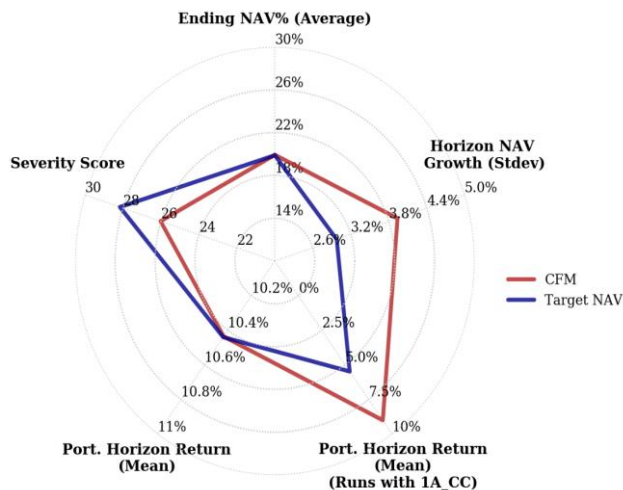 Ending NAV% (Average)
30%
26%
22%
18%
14%
Horizon NAV
Growth (Stdev)
5.0%
4.4%
3.8%
3.2%
2.6%
Severity Score
30
28
26
24
22
10.2%
10.4%
10.6%
10.8%
11%
Port. Horizon Return
(Mean)
0%
2.5%
5.0%
7.5%
10%
Port. Horizon Return
(Mean)
(Runs with 1A_CC)
CFM
Target NAV